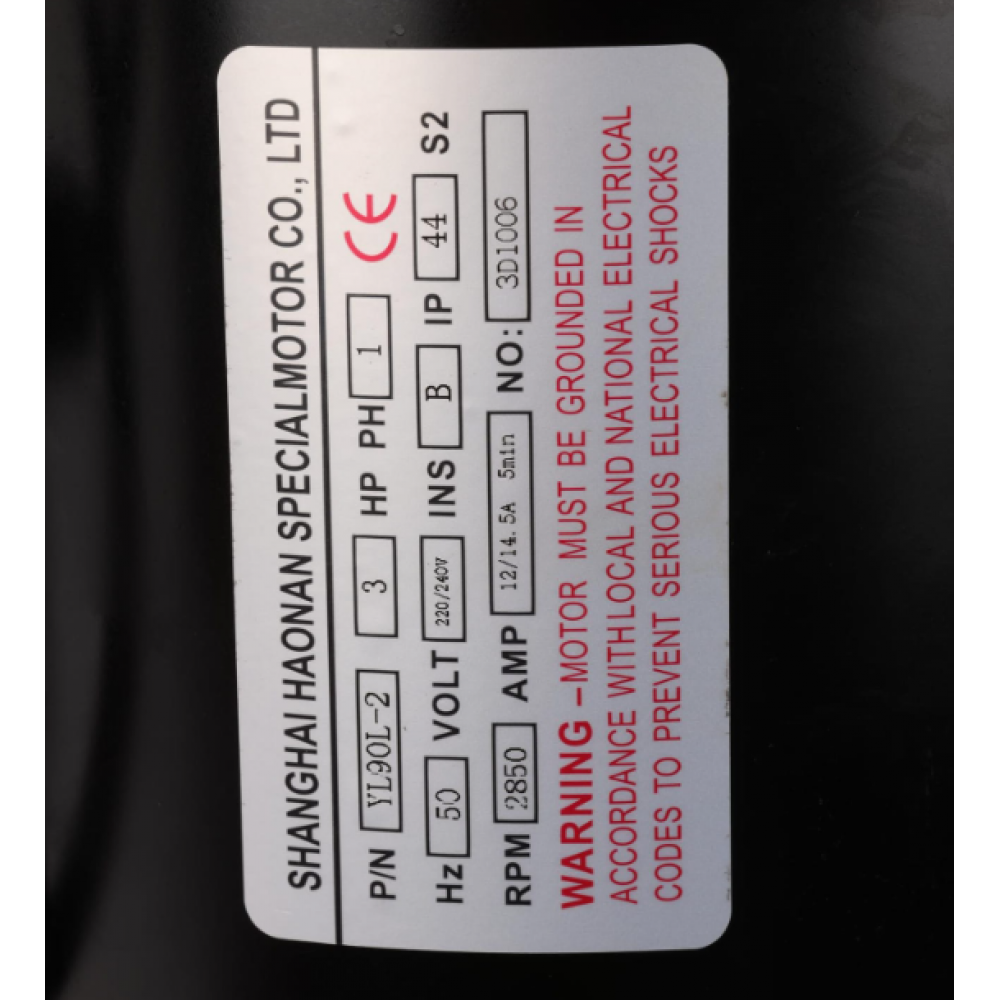 SHANGHAI HAONAN SPECIALMOTOR CO., LTD
P/N YL90L-2 3 HP PH 1 CE
Hz 50 VOLT 220/240V INS B IP 44 S2
RPM 2850 AMP 12/14.5A 5min NO: 3D1006
WARNING –MOTOR MUST BE GROUNDED IN
ACCORDANCE WITH LOCAL AND NATIONAL ELECTRICAL
CODES TO PREVENT SERIOUS ELECTRICAL SHOCKS